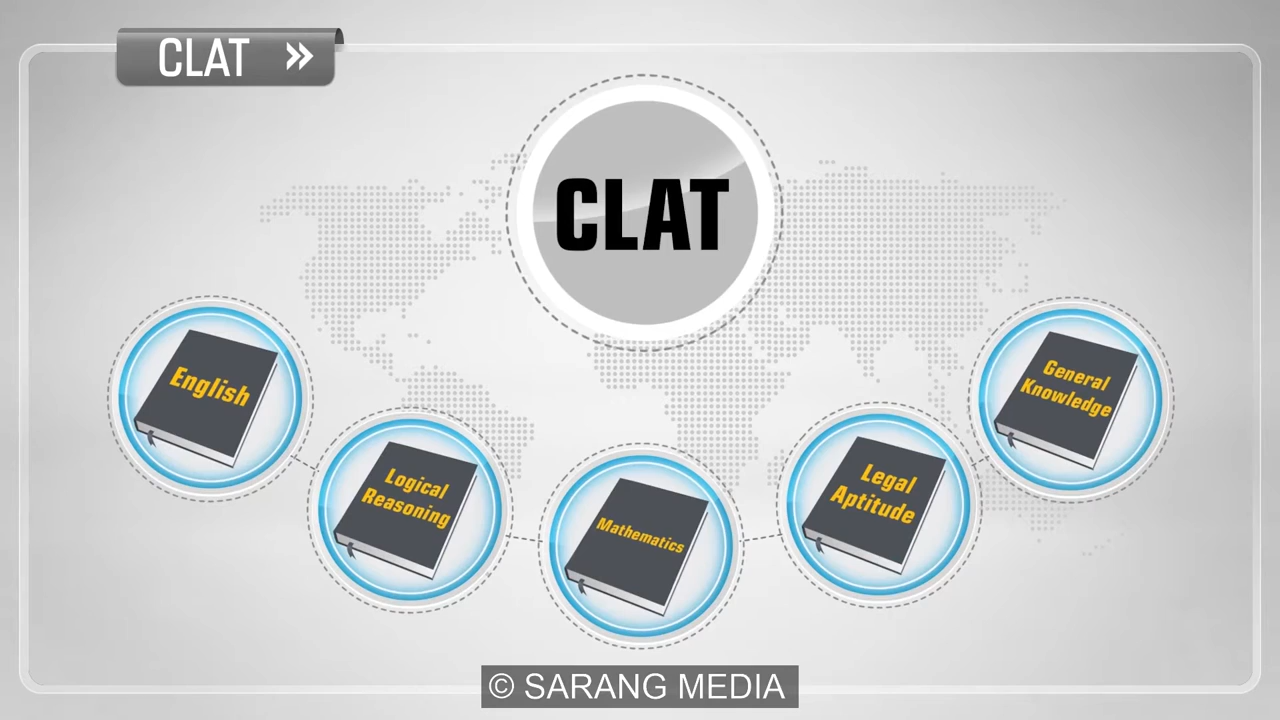 CLAT »
CLAT
English
Logical
Reasoning
Mathematics
Legal
Aptitude
General
Knowledge
© SARANG MEDIA